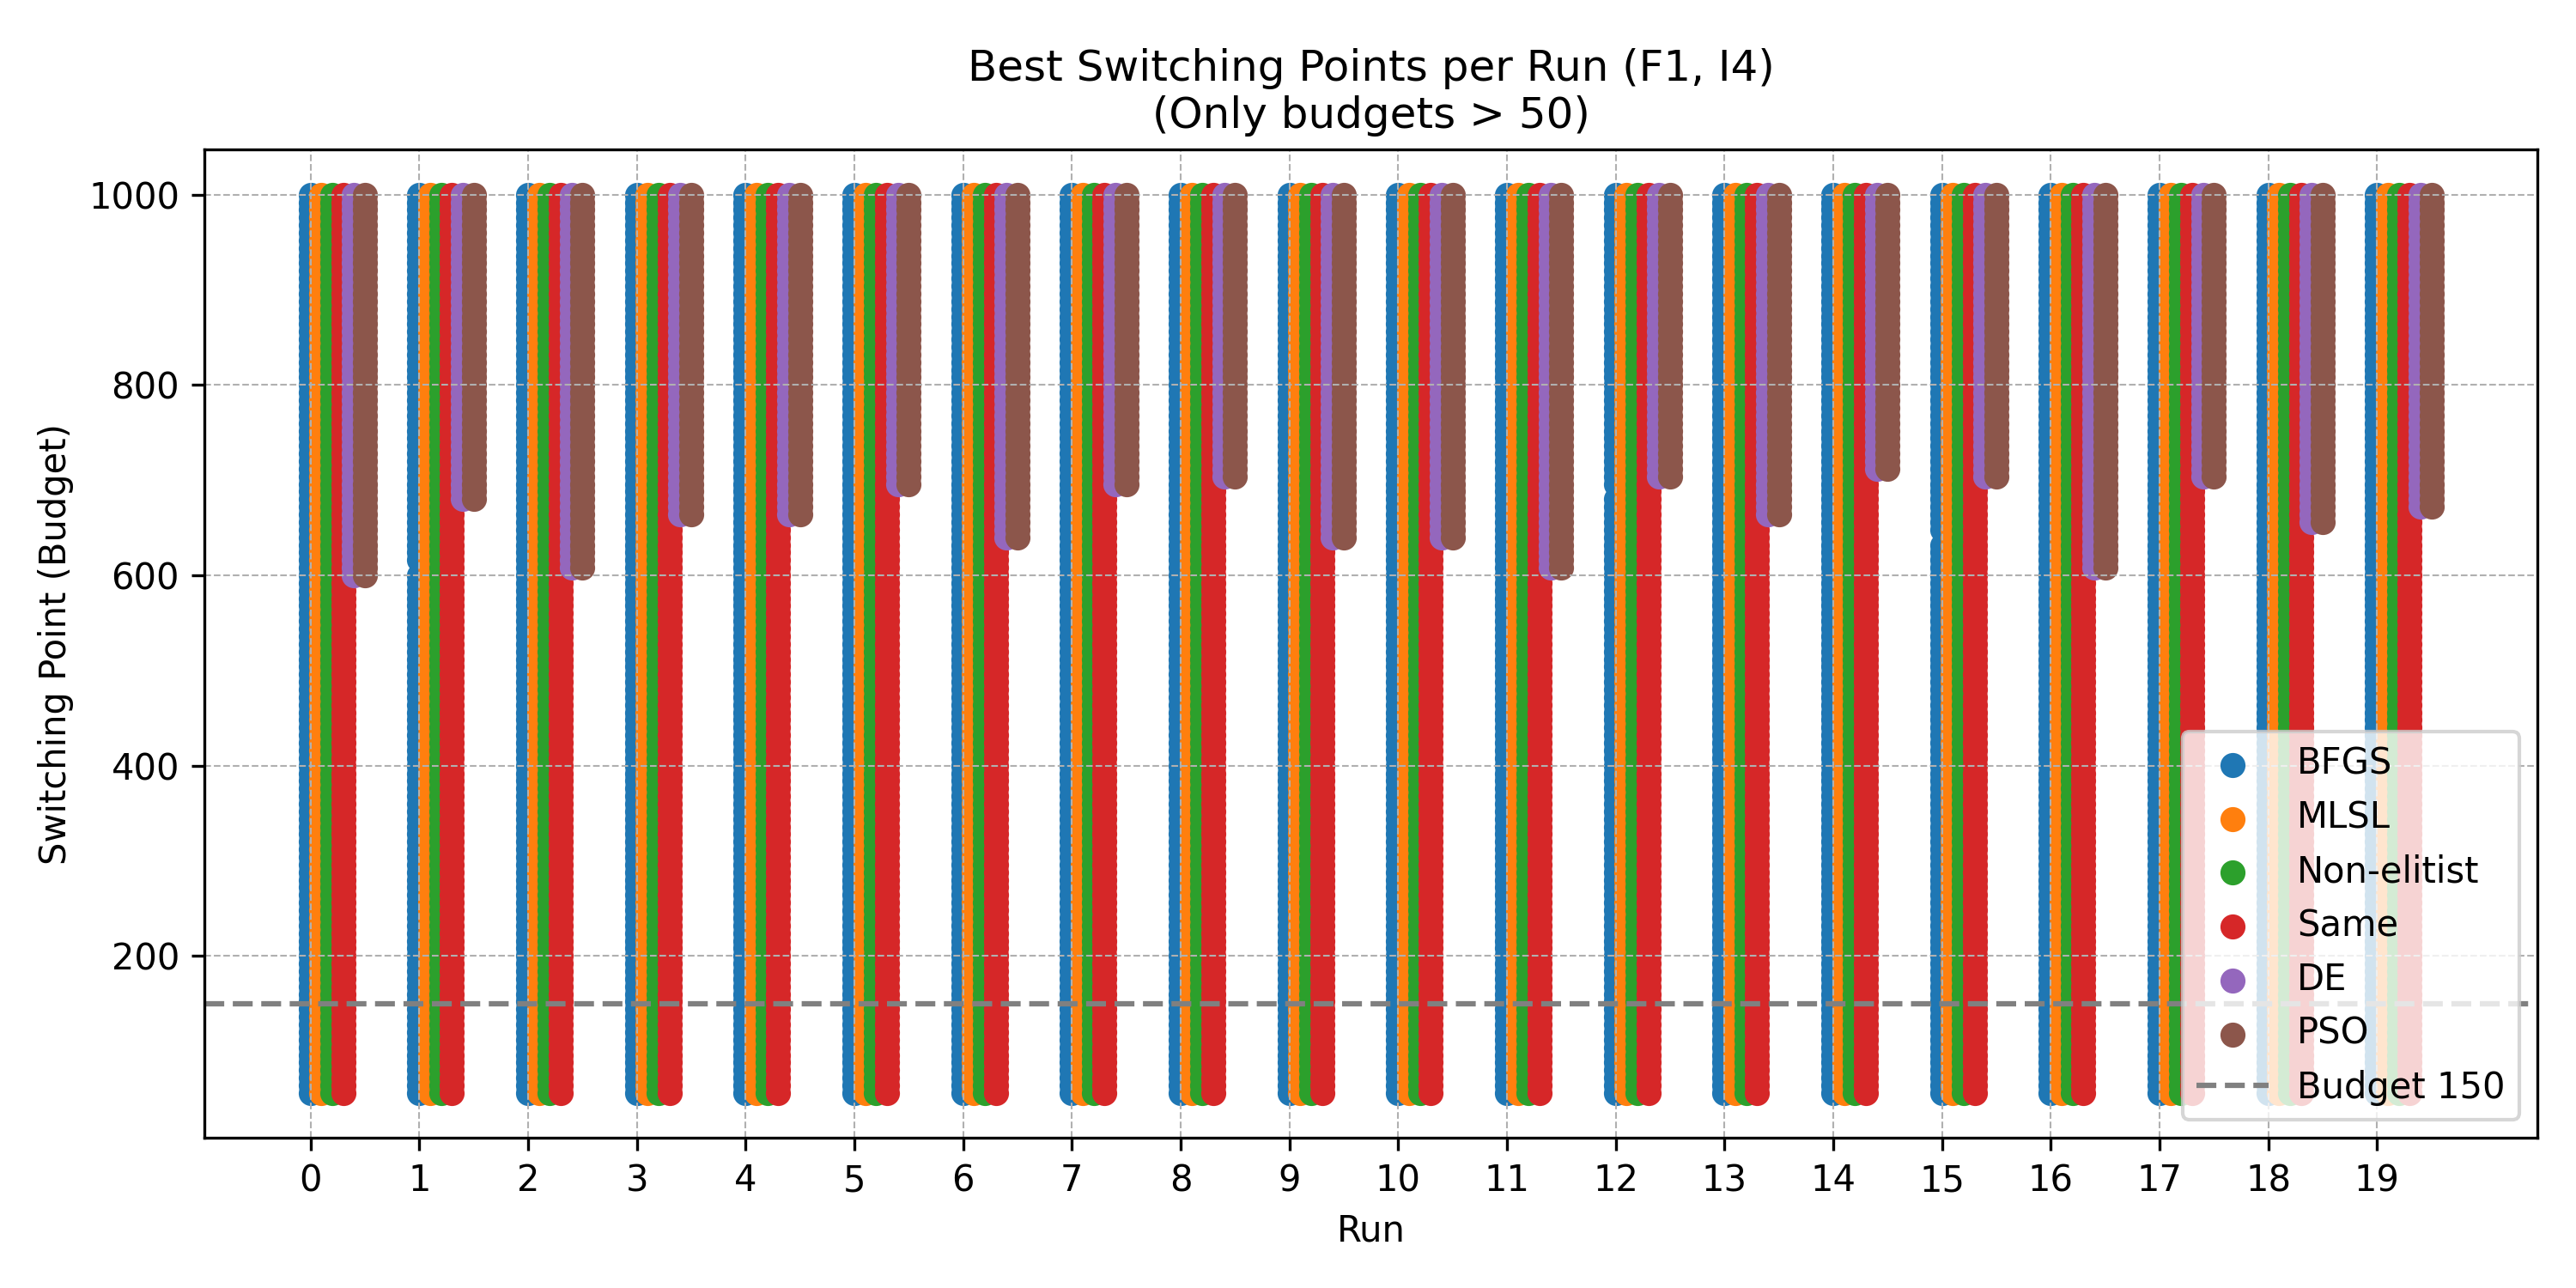 Best Switching Points per Run (F1, I4)
(Only budgets > 50)
Switching Point (Budget)
1000
800
600
400
200
BFGS
MLSL
Non-elitist
Same
DE
PSO
Budget 150
0 1 2 3 4 5 6 7 8 9 10 11 12 13 14 15 16 17 18 19
Run